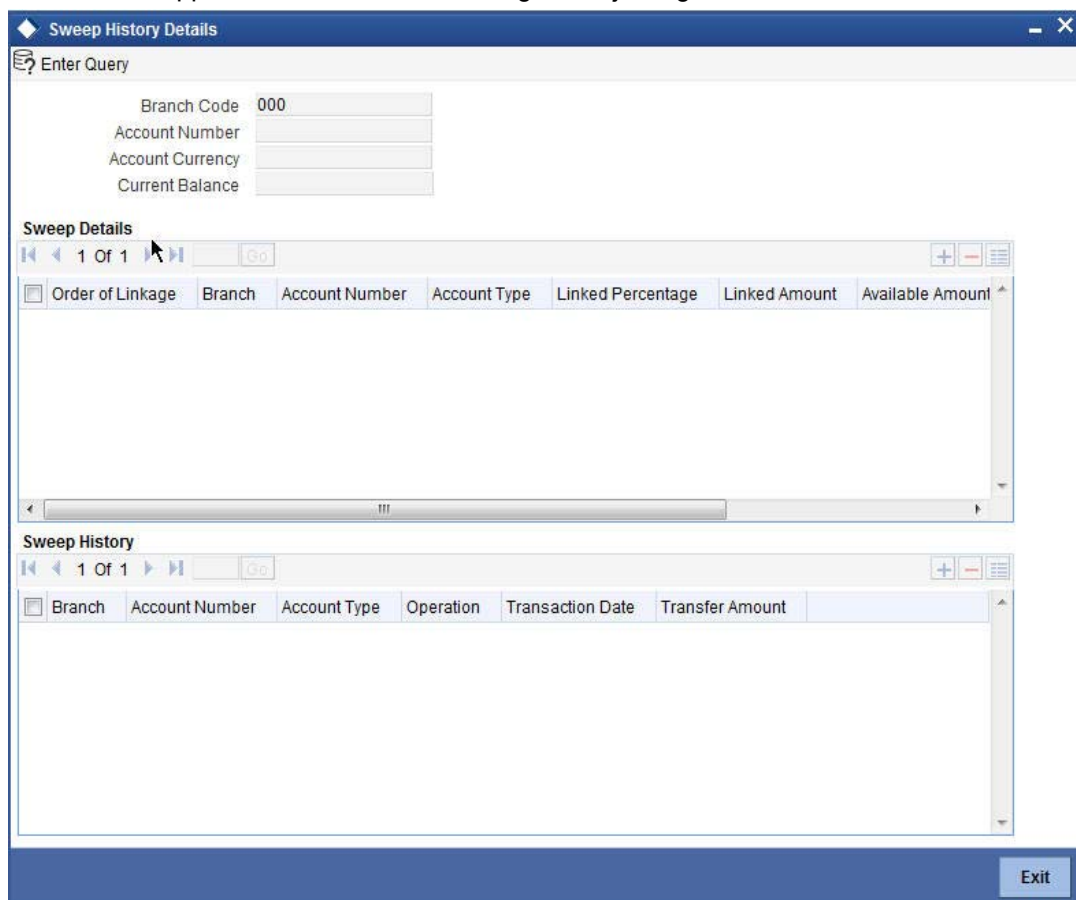 Sweep History Details
Enter Query
Branch Code 000
Account Number
Account Currency
Current Balance
Sweep Details
1 Of 1 Go
Order of Linkage Branch Account Number Account Type Linked Percentage Linked Amount Available Amount
Sweep History
1 Of 1 Go
Branch Account Number Account Type Operation Transaction Date Transfer Amount
Exit